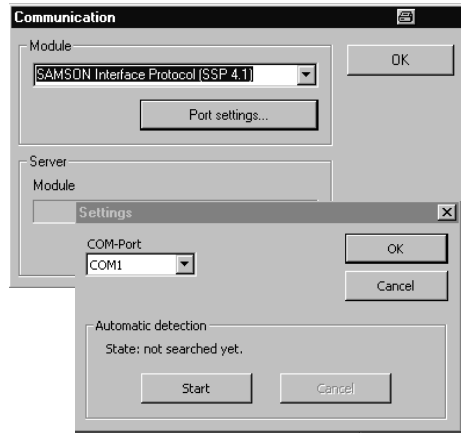 Communication
Module
SAMSON Interface Protocol (SSP 4.1)
OK
Port settings...
Server
Module
Settings
COM-Port
COM1
OK
Cancel
Automatic detection
State: not searched yet.
Start
Cancel